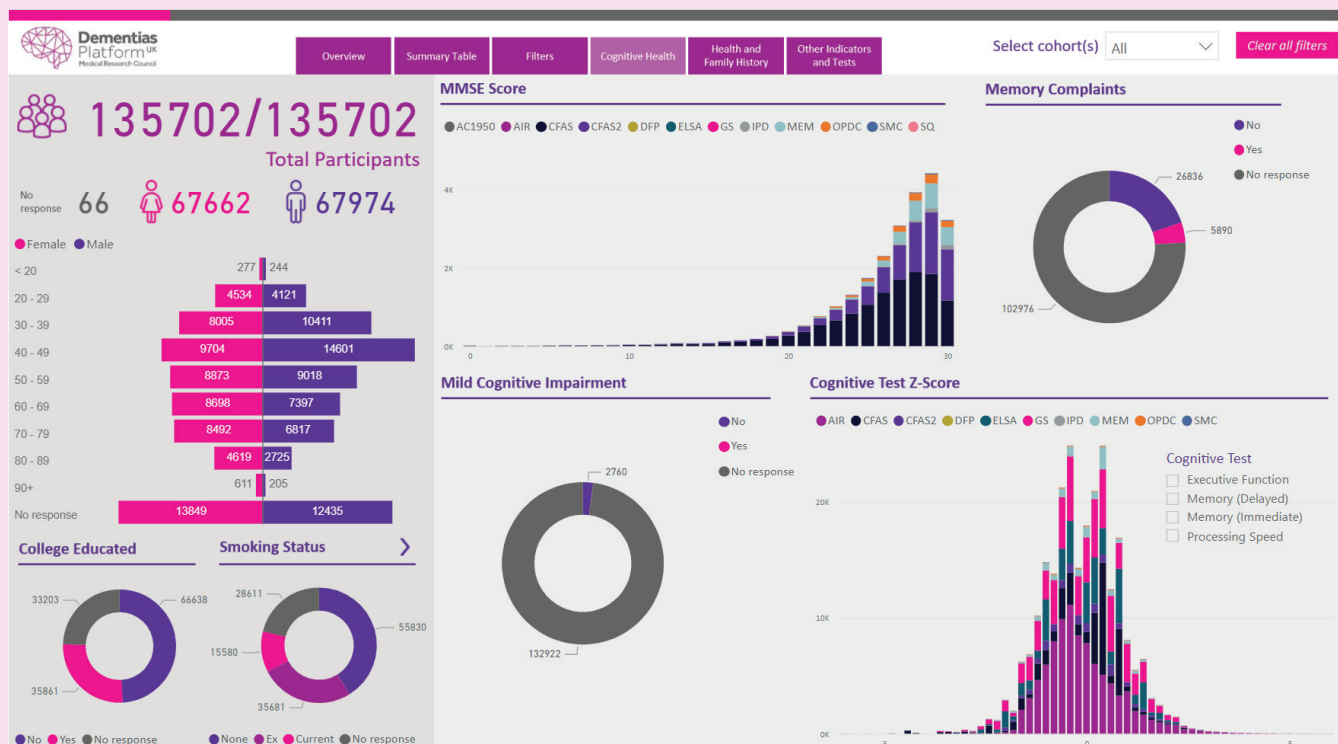 Dementias
Platform UK
Medical Research Council
Overview
Summary Table
Filters
Cognitive Health
Health and
Family History
Other Indicators
and Tests
Select cohort(s)
All
Clear all filters
135702/135702
Total Participants
No
response
66
67662
67974
Female Male
< 20 277 244
20 - 29 4534 4121
30 - 39 8005 10411
40 - 49 9704 14601
50 - 59 8873 9018
60 - 69 8698 7397
70 - 79 8492 6817
80 - 89 4619 2725
90+ 611 205
No response 13849 12435
College Educated
33203
66638
35861
No Yes No response
Smoking Status
28611
55830
15580
35681
None Ex Current No response
MMSE Score
AC1950 AIR CFAS CFAS2 DFP ELSA GS IPD MEM OPDC SMC SQ
4K
2K
0K
0 10 20 30
Memory Complaints
No
Yes
No response
26836
5890
102976
Mild Cognitive Impairment
No
Yes
No response
2760
132922
Cognitive Test Z-Score
AIR CFAS CFAS2 DFP ELSA GS IPD MEM OPDC SMC
Cognitive Test
Executive Function
Memory (Delayed)
Memory (Immediate)
Processing Speed
20K
10K
0K
-5 0 5